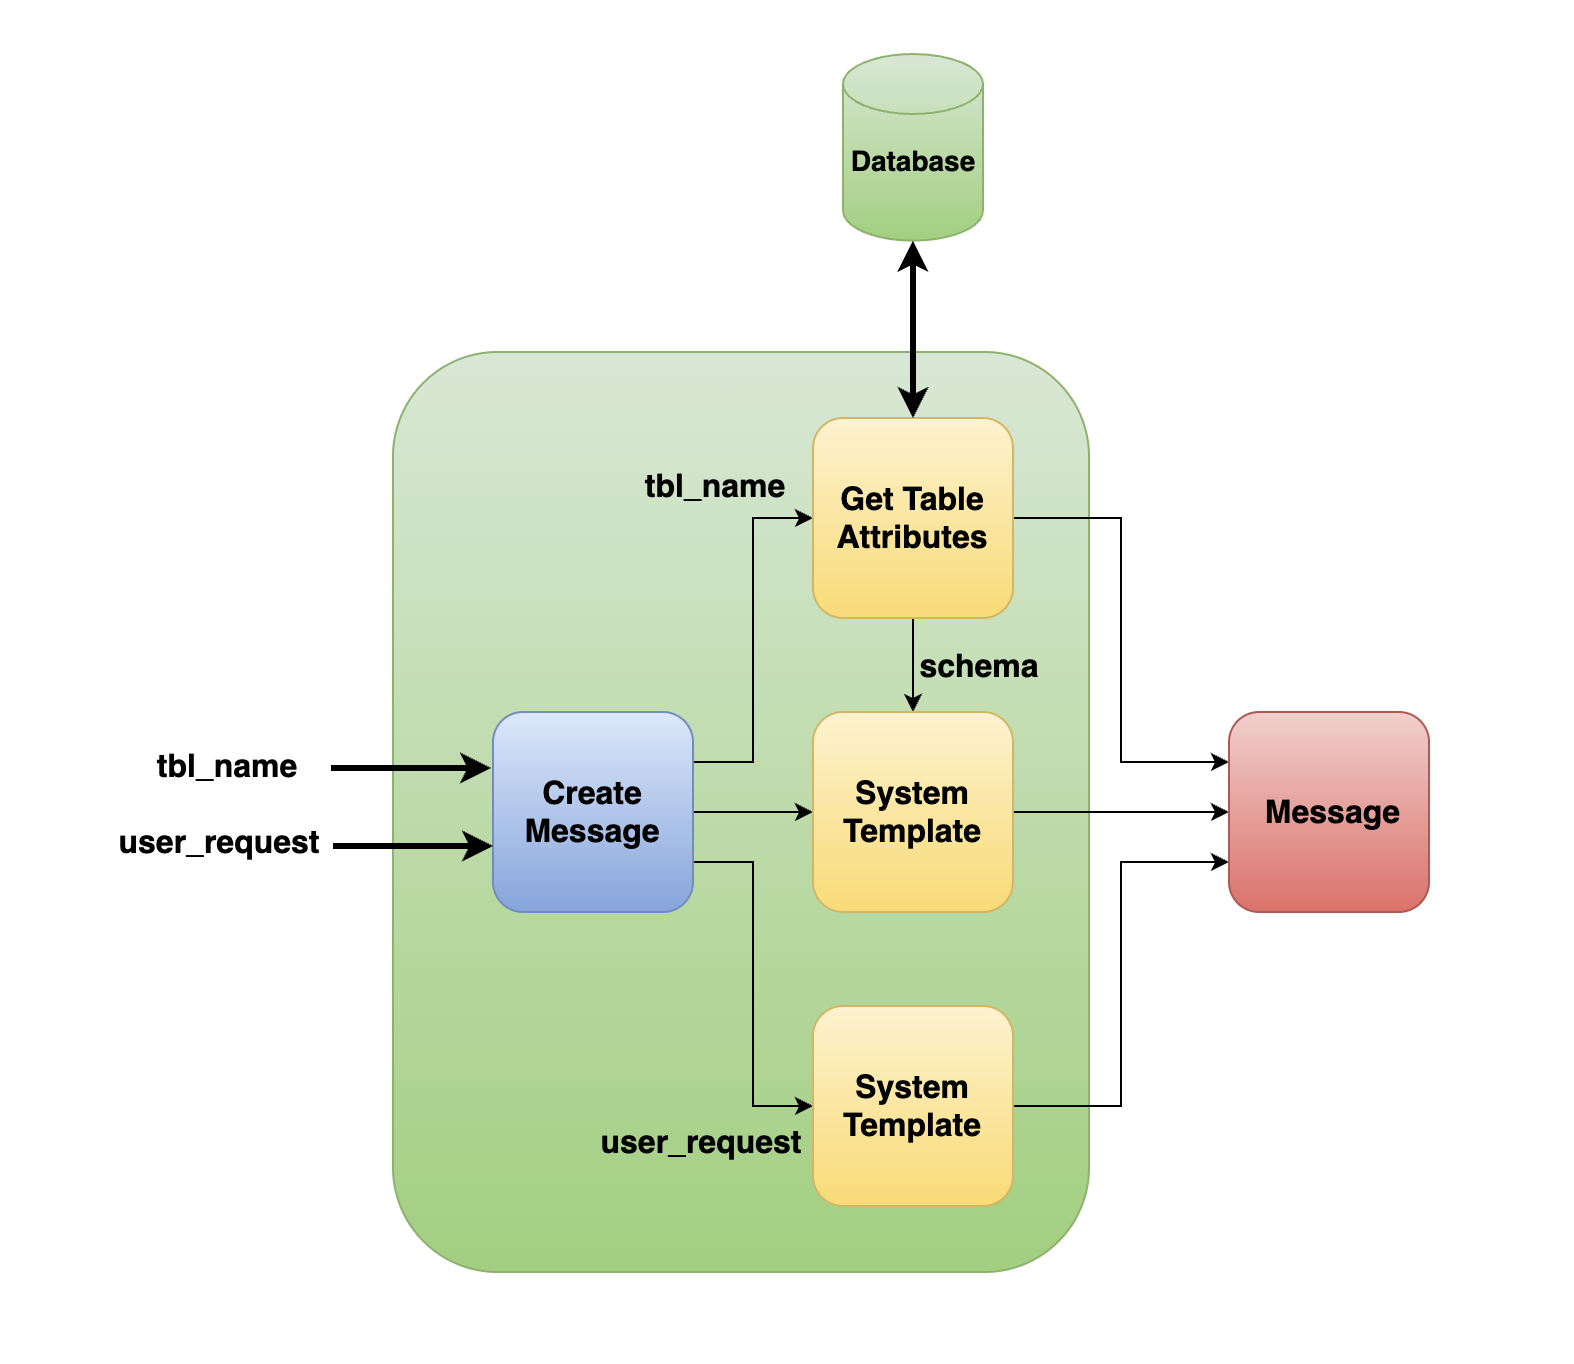 Database
tbl_name
Get Table
Attributes
schema
tbl_name
user_request
Create
Message
System
Template
Message
System
Template
user_request